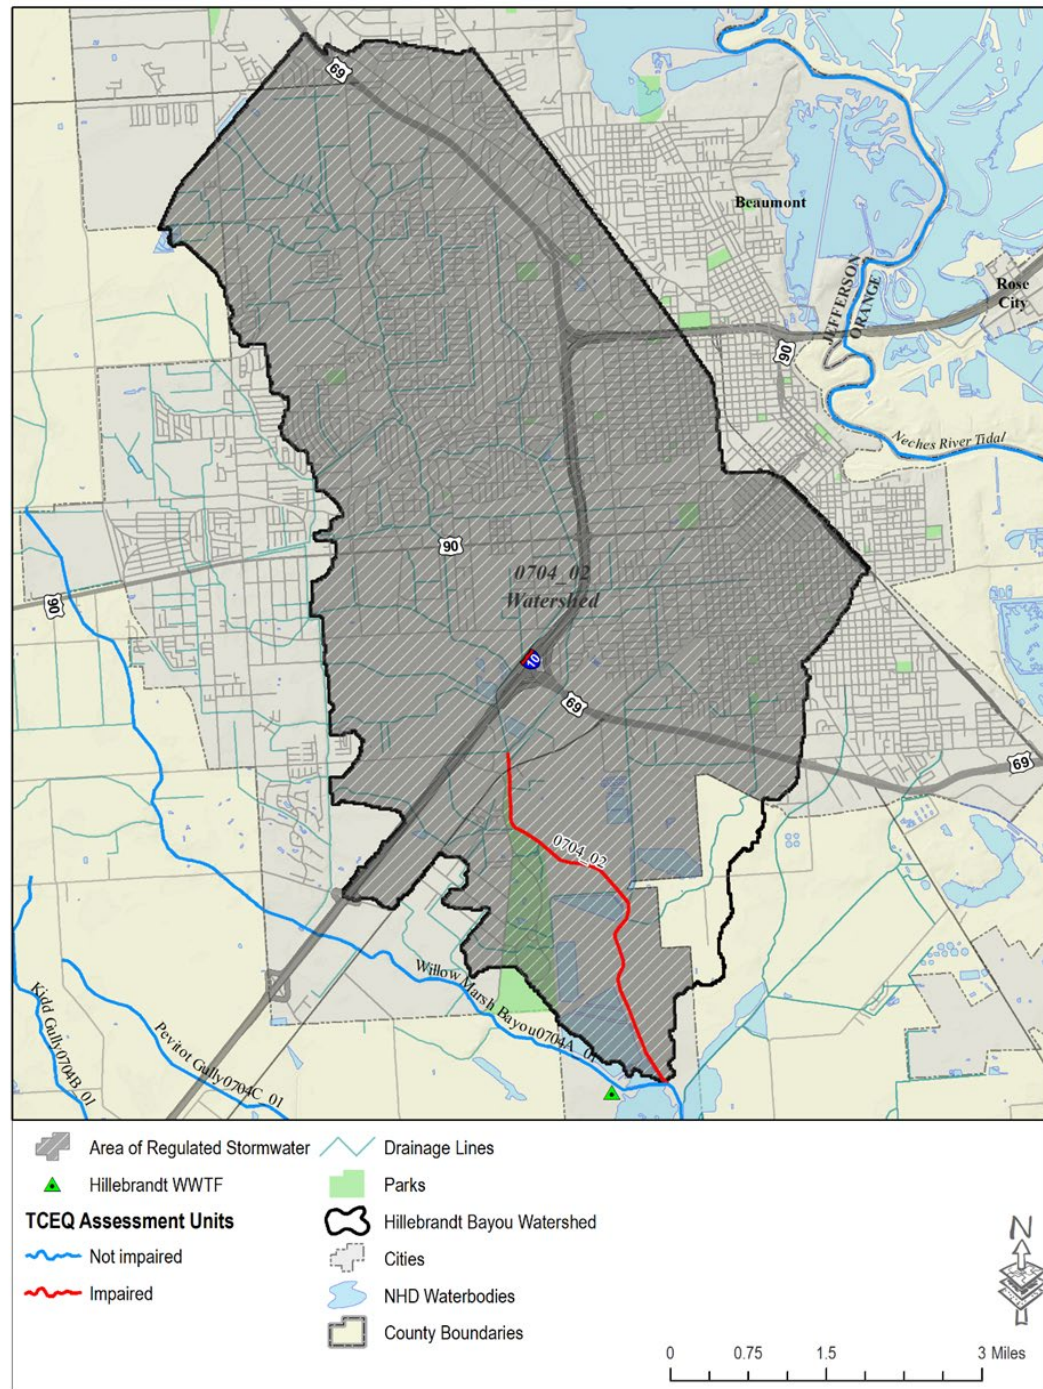 69
Beaumont
JEFFERSON
ORANGE
Rose
City
90
Neches River Tidal
90
0704_02
Watershed
90
10
69
69
0704_02
Willow Marsh Bayou0704A_01
Kidd Gully0704B_01
Pevitot Gully0704C_01
Area of Regulated Stormwater
Drainage Lines
Hillebrandt WWTF
Parks
TCEQ Assessment Units
Hillebrandt Bayou Watershed
Not impaired
Cities
Impaired
NHD Waterbodies
County Boundaries
N
0 0.75 1.5 3 Miles